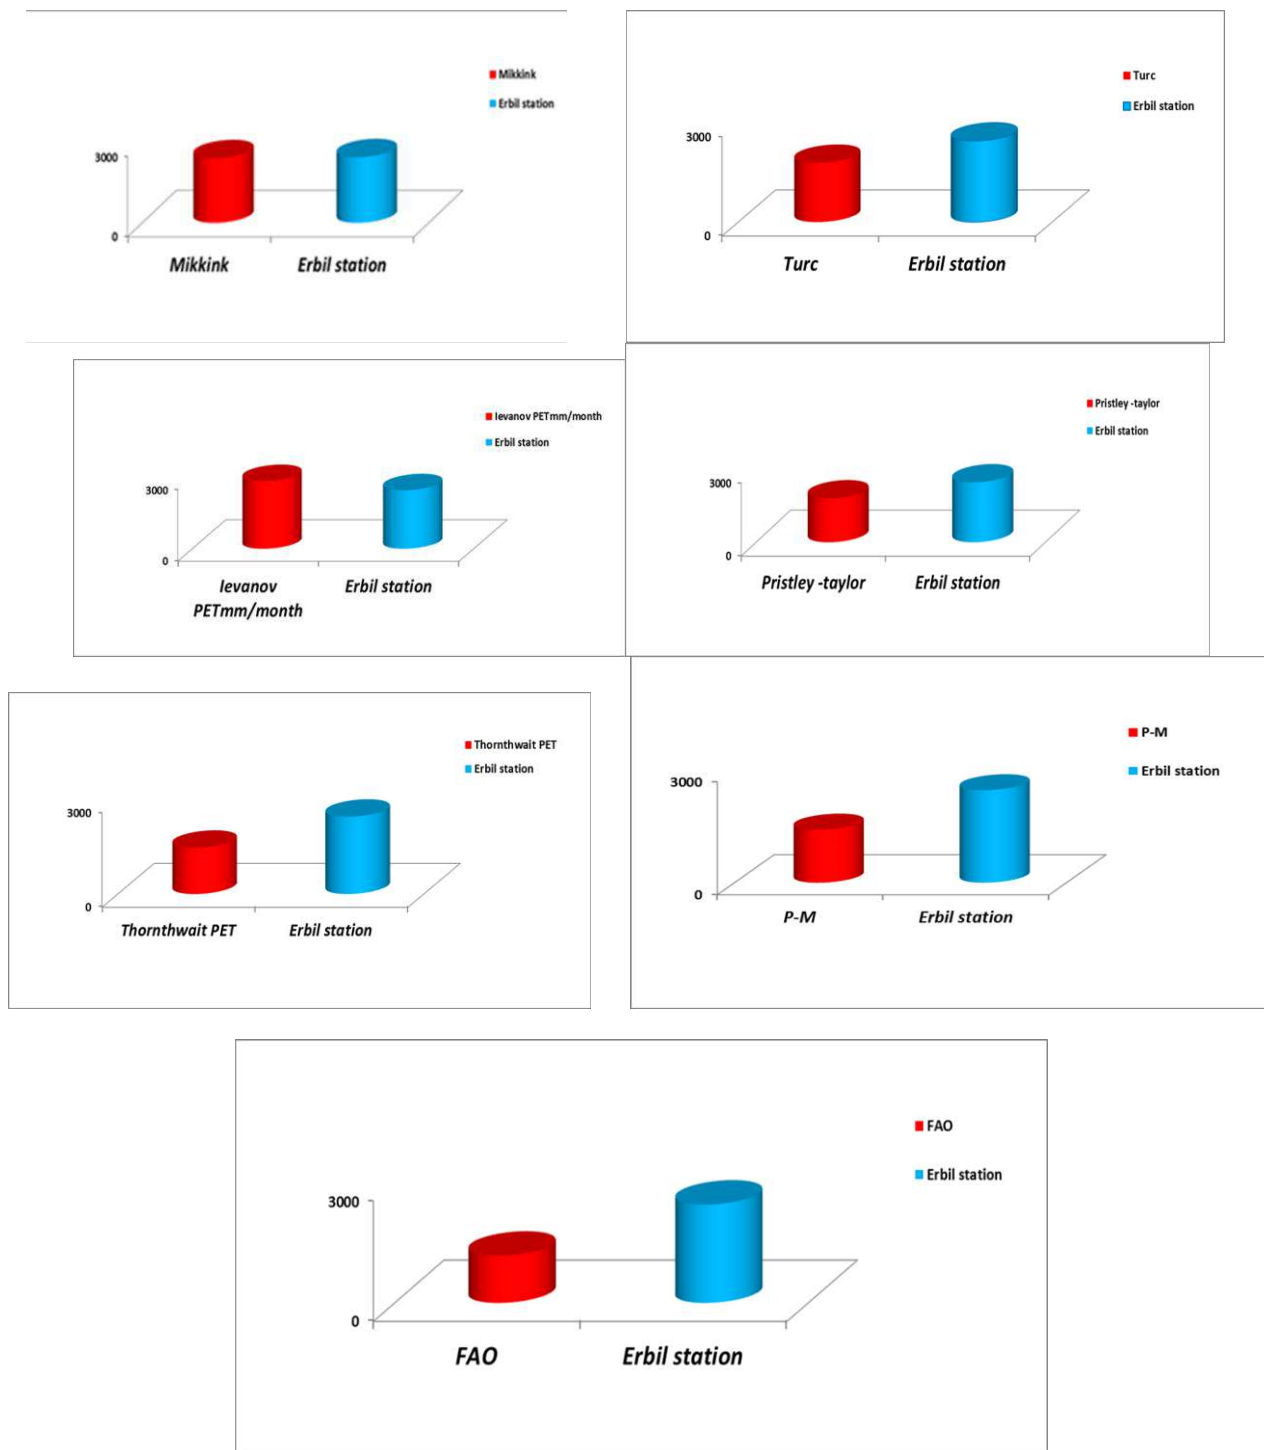 Mikkink
Erbil station
3000
0
Mikkink Erbil station
Turc
Erbil station
3000
0
Turc Erbil station
Ievanov PETmm/month
Erbil station
3000
0
Ievanov Erbil station
PETmm/month
Pristley -taylor
Erbil station
3000
0
Pristley -taylor Erbil station
Thornthwait PET
Erbil station
3000
0
Thornthwait PET Erbil station
P-M
Erbil station
3000
0
P-M Erbil station
FAO
Erbil station
3000
0
FAO Erbil station